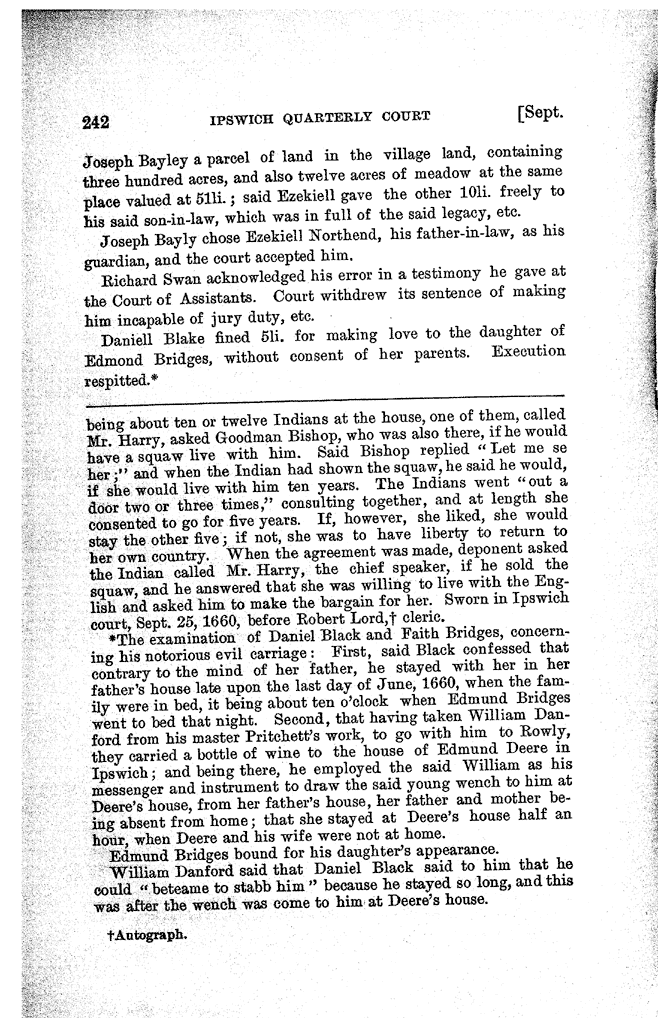 242 IPSWICH QUARTERLY COURT [Sept.
Joseph Bayley a parcel of land in the village land, containing
three hundred acres, and also twelve acres of meadow at the same
place valued at 51li.; said Ezekiell gave the other 10li. freely to
his said son-in-law, which was in full of the said legacy, etc.
Joseph Bayly chose Ezekiell Northend, his father-in-law, as his
guardian, and the court accepted him.
Richard Swan acknowledged his error in a testimony he gave at
the Court of Assistants. Court withdrew its sentence of making
him incapable of jury duty, etc.
Daniell Blake fined 5li. for making love to the daughter of
Edmond Bridges, without consent of her parents. Execution
respitted.*
being about ten or twelve Indians at the house, one of them, called
Mr. Harry, asked Goodman Bishop, who was also there, if he would
have a squaw live with him. Said Bishop replied “Let me se
her;” and when the Indian had shown the squaw, he said he would,
if she would live with him ten years. The Indians went “out a
door two or three times,” consulting together, and at length she
consented to go for five years. If, however, she liked, she would
stay the other five; if not, she was to have liberty to return to
her own country. When the agreement was made, deponent asked
the Indian called Mr. Harry, the chief speaker, if he sold the
squaw, and he answered that she was willing to live with the Eng-
lish and asked him to make the bargain for her. Sworn in Ipswich
court, Sept. 25, 1660, before Robert Lord,† cleric.
*The examination of Daniel Black and Faith Bridges, concern-
ing his notorious evil carriage: First, said Black confessed that
contrary to the mind of her father, he stayed with her in her
father's house late upon the last day of June, 1660, when the fam-
ily were in bed, it being about ten o'clock when Edmund Bridges
went to bed that night. Second, that having taken William Dan-
ford from his master Pritchett's work, to go with him to Rowly,
they carried a bottle of wine to the house of Edmund Deere in
Ipswich; and being there, he employed the said William as his
messenger and instrument to draw the said young wench to him at
Deere's house, from her father's house, her father and mother be-
ing absent from home; that she stayed at Deere's house half an
hour, when Deere and his wife were not at home.
Edmund Bridges bound for his daughter's appearance.
William Danford said that Daniel Black said to him that he
could “beteame to stabb him” because he stayed so long, and this
was after the wench was come to him at Deere's house.
†Autograph.